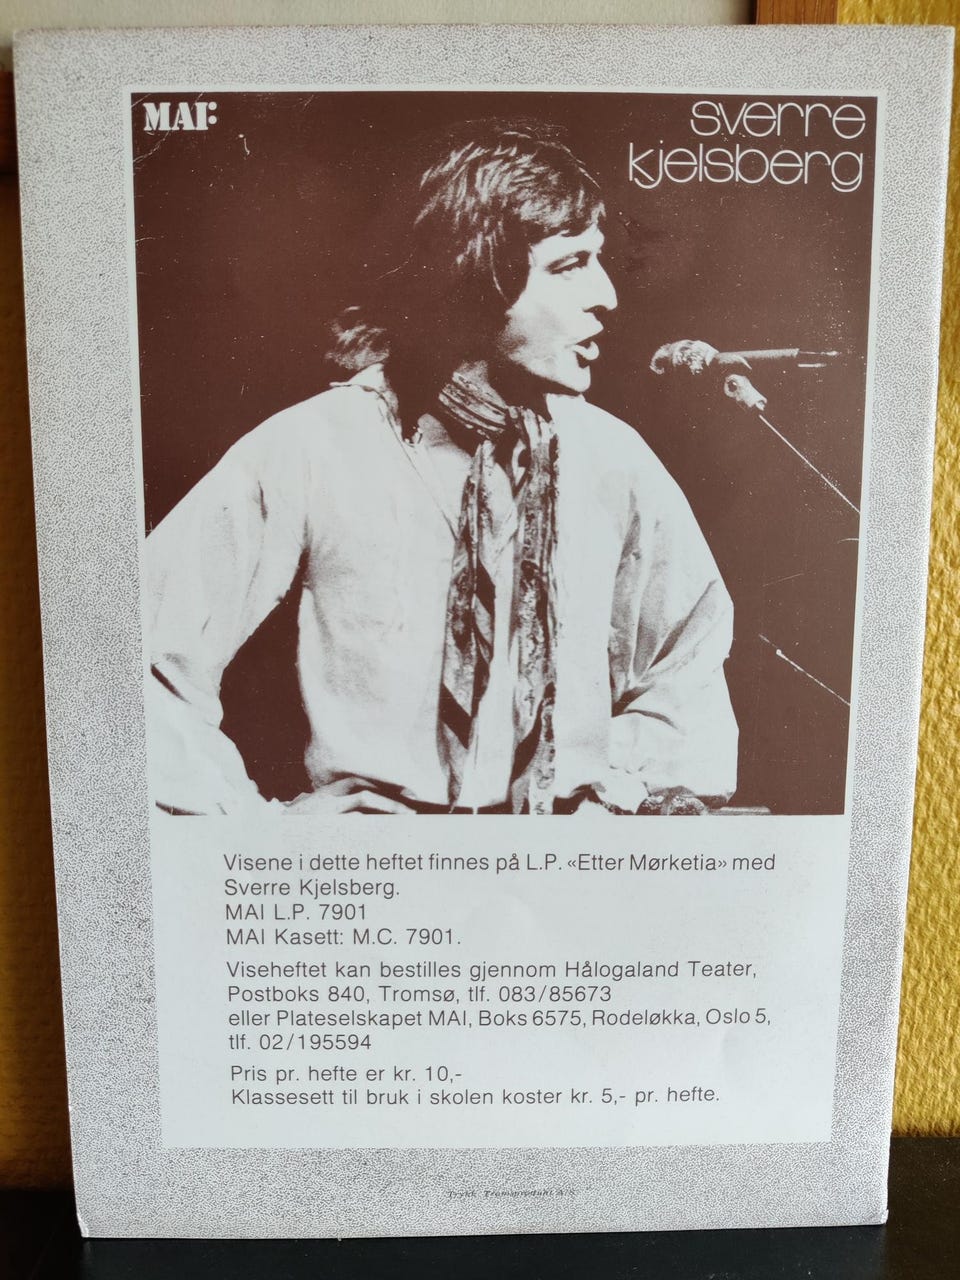 MAI:
sverre
kjelsberg
Visene i dette heftet finnes på L.P. «Etter Mørketia» med
Sverre Kjelsberg.
MAI L.P. 7901
MAI Kasett: M.C. 7901.
Viseheftet kan bestilles gjennom Hålogaland Teater,
Postboks 840, Tromsø, tlf. 083/85673
eller Plateselskapet MAI, Boks 6575, Rodeløkka, Oslo 5,
tlf. 02/195594
Pris pr. hefte er kr. 10,-
Klassesett til bruk i skolen koster kr. 5,- pr. hefte.
Trykk: Tromsprodukt A/S